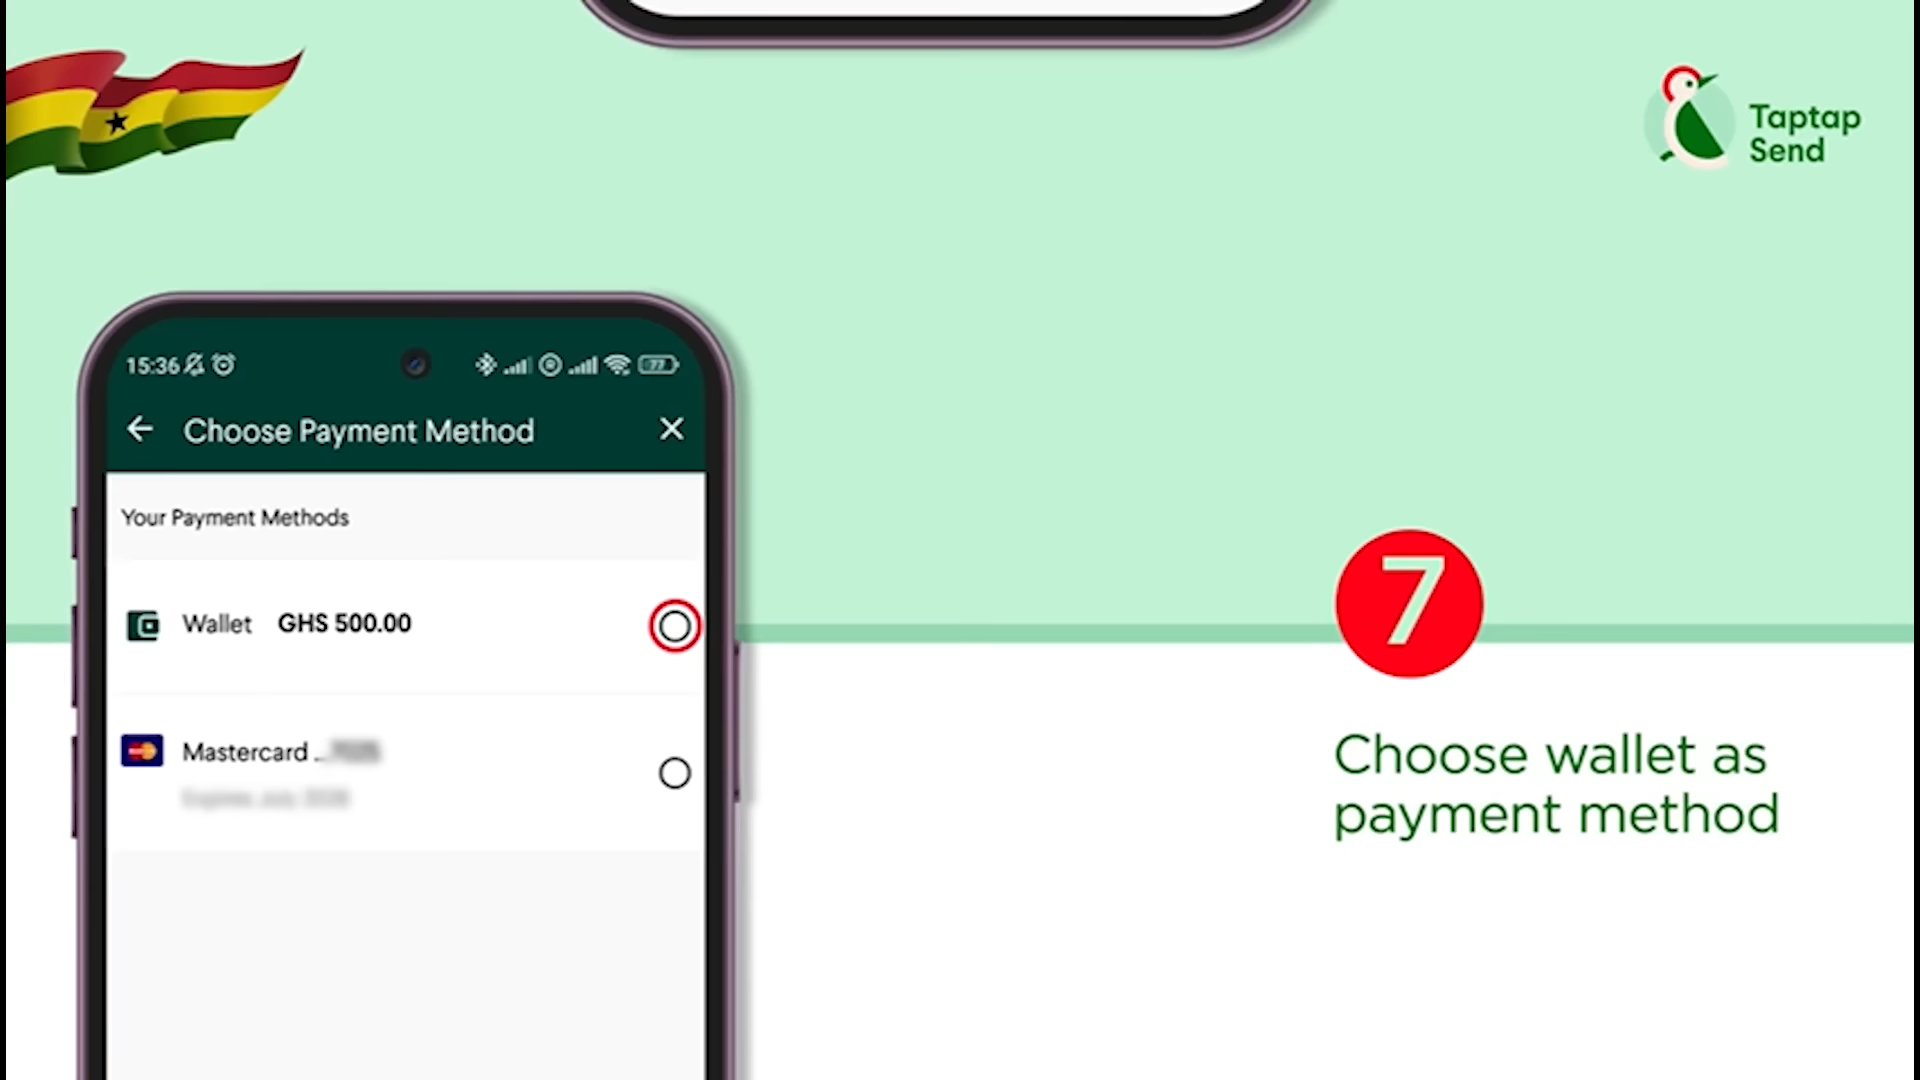 Taptap
Send
15:36
77
Choose Payment Method
Your Payment Methods
Wallet GHS 500.00
Mastercard ..
7
Choose wallet as
payment method